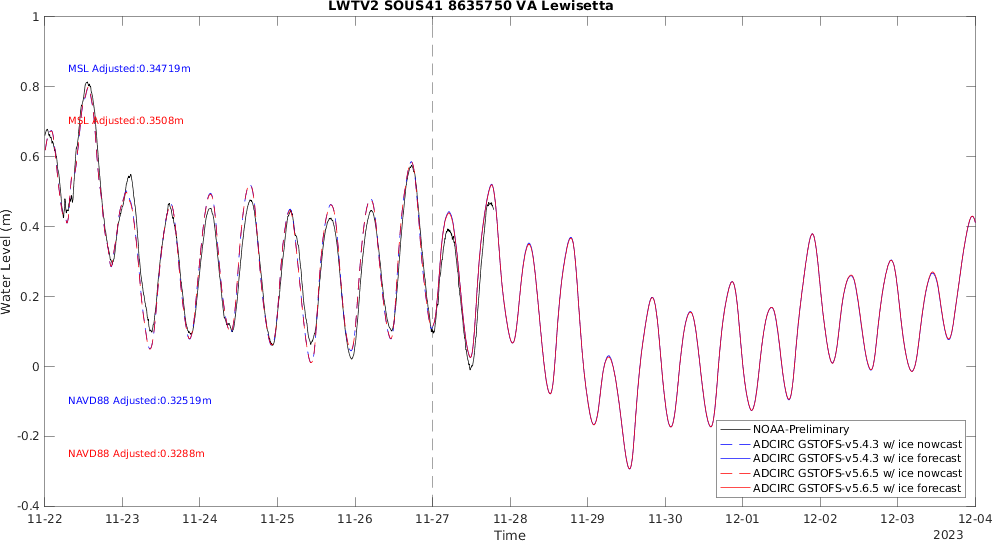 LWTV2 SOUS41 8635750 VA Lewisetta
1
0.8
0.6
0.4
0.2
0
-0.2
-0.4
Water Level (m)
MSL Adjusted:0.34719m
MSL Adjusted:0.3508m
NAVD88 Adjusted:0.32519m
NAVD88 Adjusted:0.3288m
NOAA-Preliminary
ADCIRC GSTOFS-v5.4.3 w/ ice nowcast
ADCIRC GSTOFS-v5.4.3 w/ ice forecast
ADCIRC GSTOFS-v5.6.5 w/ ice nowcast
ADCIRC GSTOFS-v5.6.5 w/ ice forecast
11-22 11-23 11-24 11-25 11-26 11-27 11-28 11-29 11-30 12-01 12-02 12-03 12-04
Time
2023